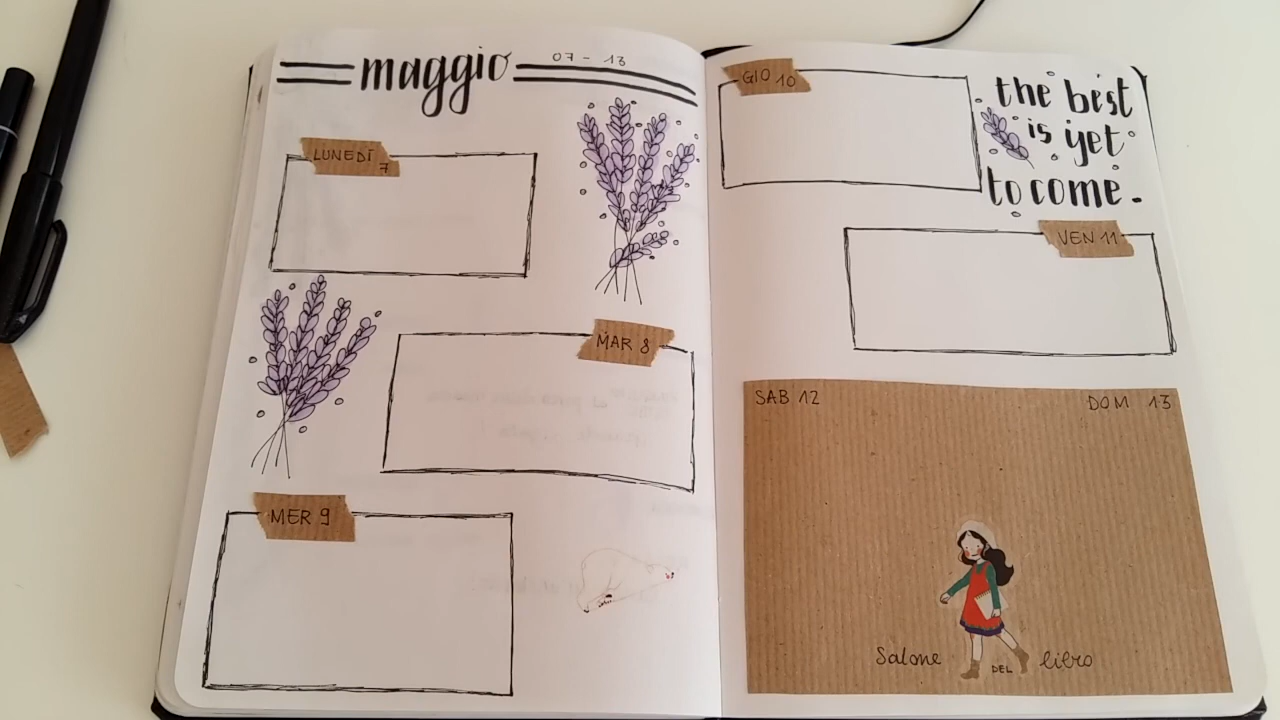 maggio 07 - 13
LUNEDÌ 7
MAR 8
MER 9
GIO 10
the best
is yet
to come.
VEN 11
SAB 12
DOM 13
Salone DEL libro